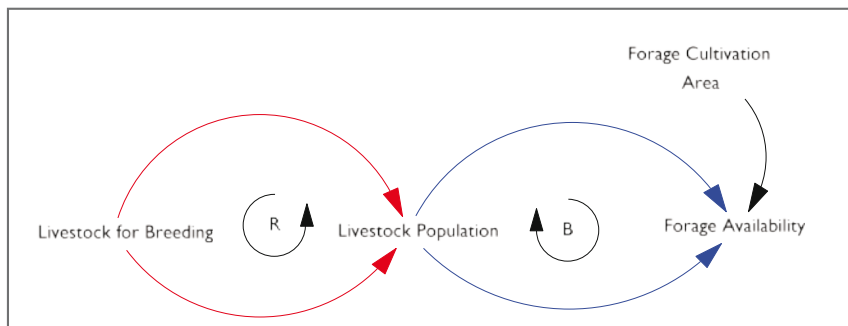 Forage Cultivation
Area
Livestock for Breeding
R
Livestock Population
B
Forage Availability